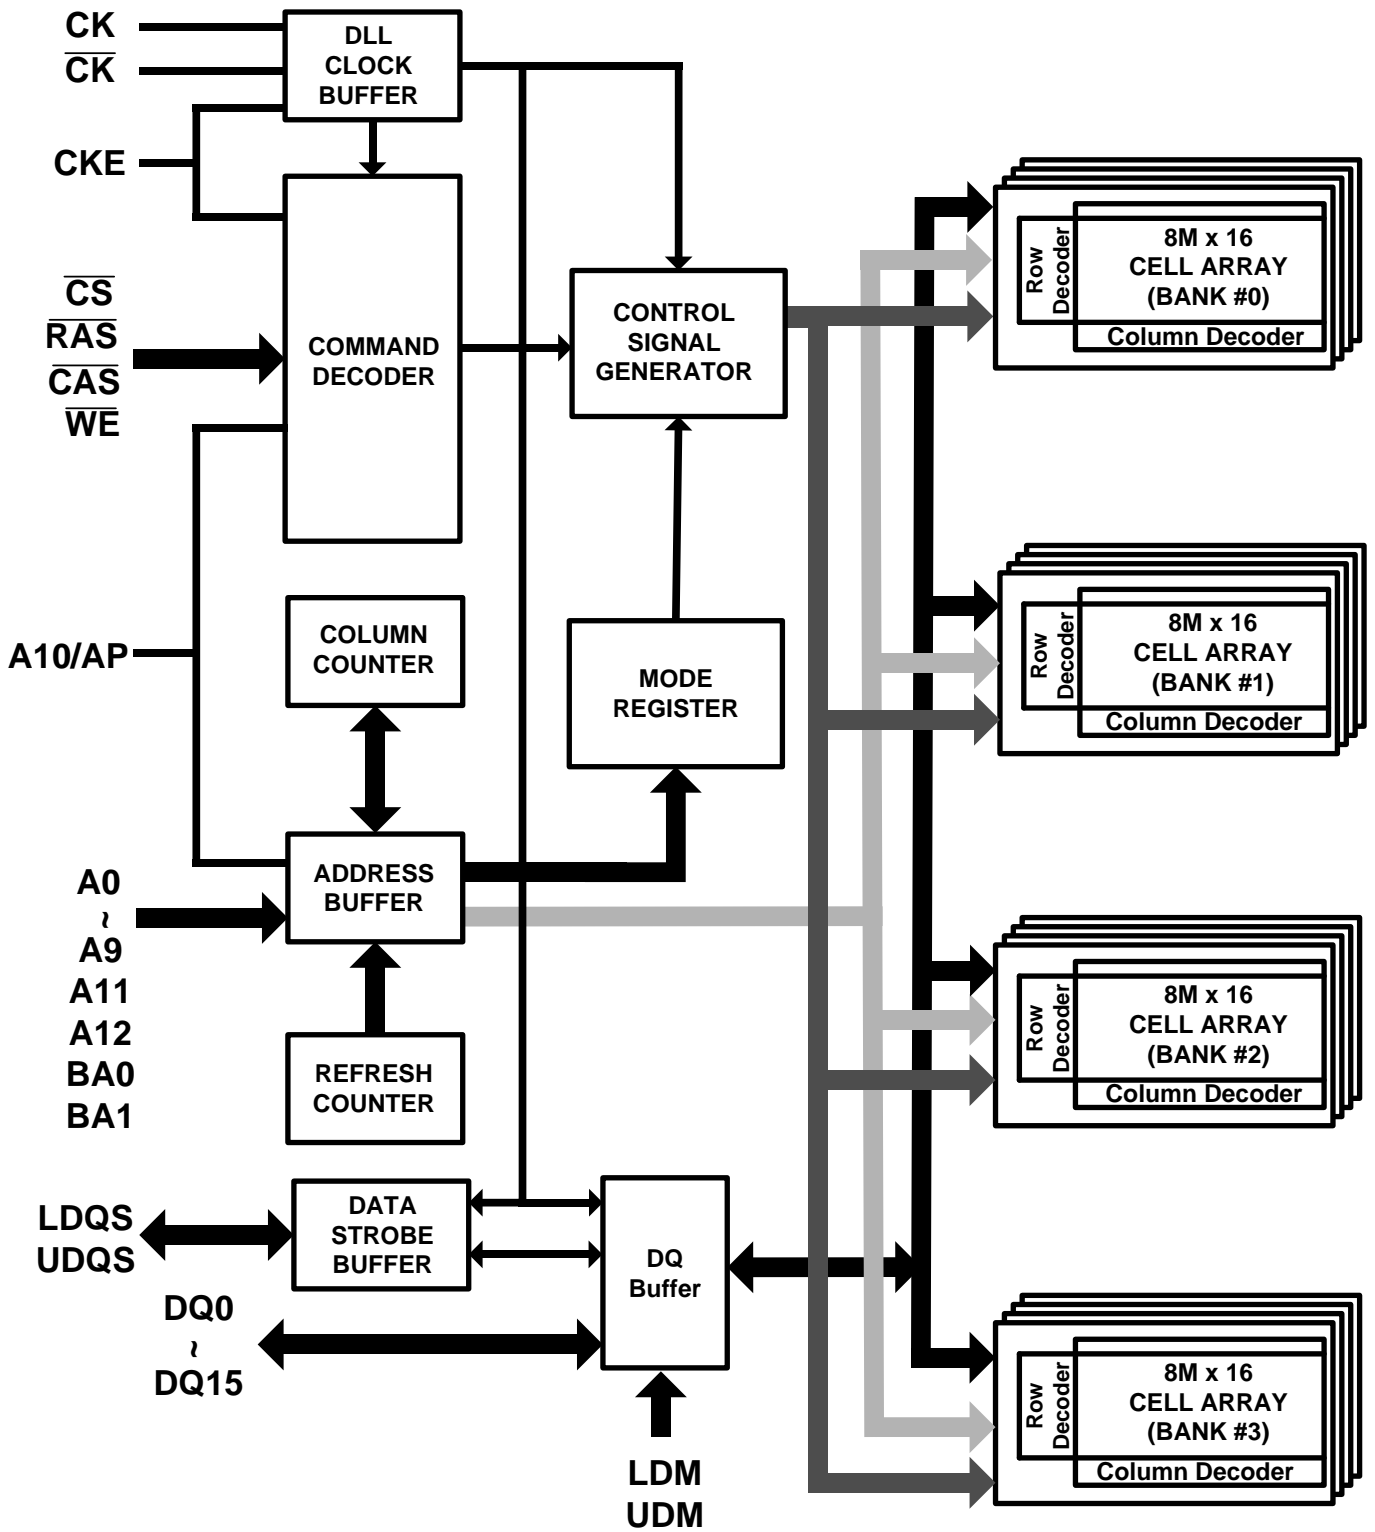 CK
CK
CKE
CS
RAS
CAS
WE
A10/AP
A0
~
A9
A11
A12
BA0
BA1
LDQS
UDQS
DQ0
~
DQ15
DLL
CLOCK
BUFFER
COMMAND
DECODER
COLUMN
COUNTER
ADDRESS
BUFFER
REFRESH
COUNTER
DATA
STROBE
BUFFER
CONTROL
SIGNAL
GENERATOR
MODE
REGISTER
DQ
Buffer
LDM
UDM
Row
Decoder
8M x 16
CELL ARRAY
(BANK #0)
Column Decoder
Row
Decoder
8M x 16
CELL ARRAY
(BANK #1)
Column Decoder
Row
Decoder
8M x 16
CELL ARRAY
(BANK #2)
Column Decoder
Row
Decoder
8M x 16
CELL ARRAY
(BANK #3)
Column Decoder